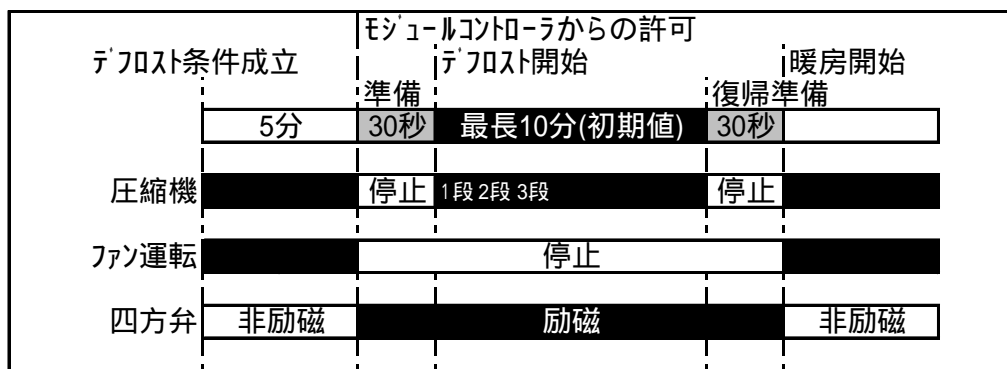 ﾓｼﾞｭｰﾙｺﾝﾄﾛｰﾗからの許可
ﾃﾞﾌﾛｽﾄ条件成立 ﾃﾞﾌﾛｽﾄ開始 暖房開始
準備 復帰準備
5分 30秒 最長10分(初期値) 30秒
圧縮機 停止 1段 2段 3段 停止
ﾌｧﾝ運転 停止
四方弁 非励磁 励磁 非励磁